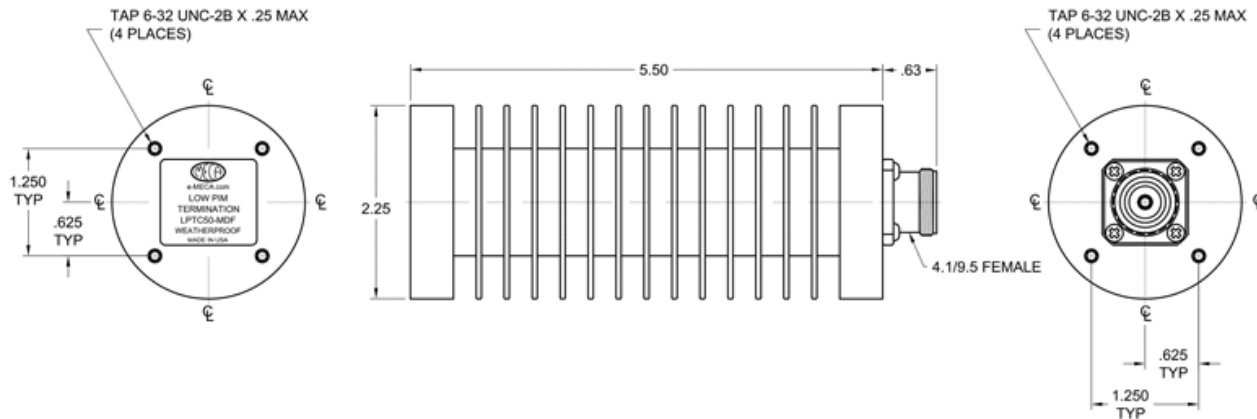 TAP 6-32 UNC-2B X .25 MAX
(4 PLACES)
℄
1.250
TYP
.625
TYP
℄
℄
℄
MECA
e-MECA.com
LOW PIM
TERMINATION
LPTC50-MDF
WEATHERPROOF
MADE IN USA
5.50
.63
2.25
4.1/9.5 FEMALE
TAP 6-32 UNC-2B X .25 MAX
(4 PLACES)
℄
℄
℄
℄
.625
TYP
1.250
TYP